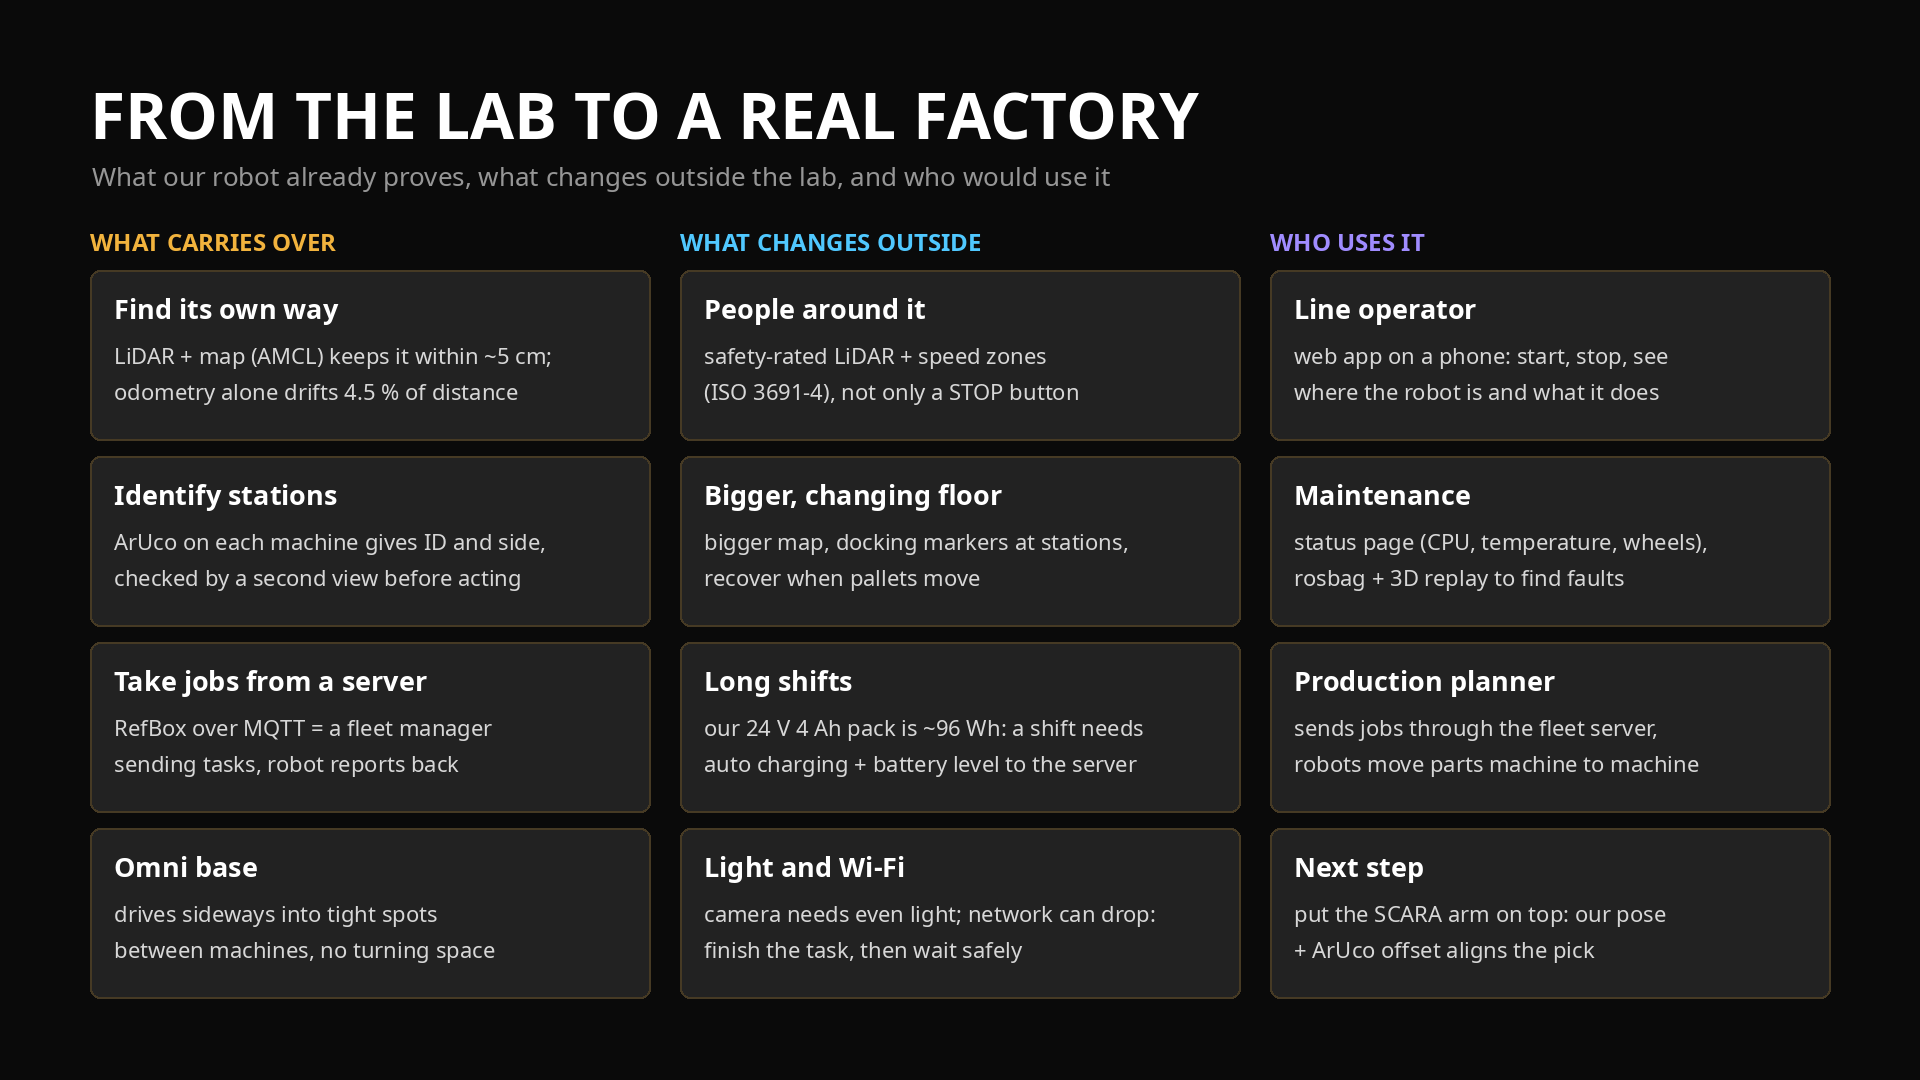 FROM THE LAB TO A REAL FACTORY
What our robot already proves, what changes outside the lab, and who would use it
WHAT CARRIES OVER
Find its own way
LiDAR + map (AMCL) keeps it within ~5 cm;
odometry alone drifts 4.5 % of distance
Identify stations
ArUco on each machine gives ID and side,
checked by a second view before acting
Take jobs from a server
RefBox over MQTT = a fleet manager
sending tasks, robot reports back
Omni base
drives sideways into tight spots
between machines, no turning space
WHAT CHANGES OUTSIDE
People around it
safety-rated LiDAR + speed zones
(ISO 3691-4), not only a STOP button
Bigger, changing floor
bigger map, docking markers at stations,
recover when pallets move
Long shifts
our 24 V 4 Ah pack is ~96 Wh: a shift needs
auto charging + battery level to the server
Light and Wi-Fi
camera needs even light; network can drop:
finish the task, then wait safely
WHO USES IT
Line operator
web app on a phone: start, stop, see
where the robot is and what it does
Maintenance
status page (CPU, temperature, wheels),
rosbag + 3D replay to find faults
Production planner
sends jobs through the fleet server,
robots move parts machine to machine
Next step
put the SCARA arm on top: our pose
+ ArUco offset aligns the pick